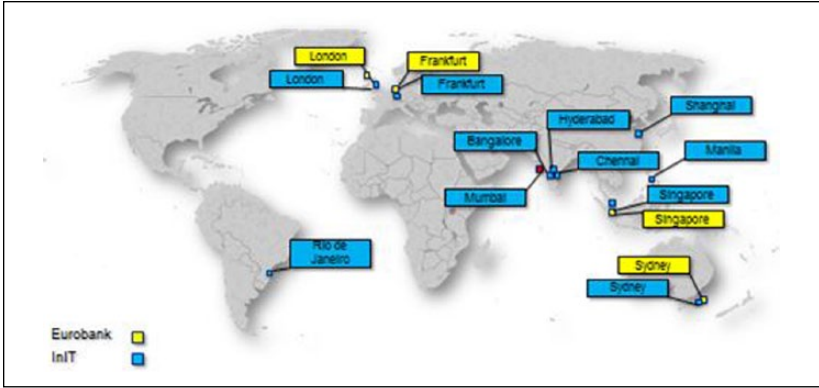 London
Frankfurt
London
Frankfurt
Shanghai
Hyderabad
Bangalore
Chennai
Manila
Mumbai
Singapore
Singapore
Rio de
Janeiro
Sydney
Sydney
Eurobank
InIT